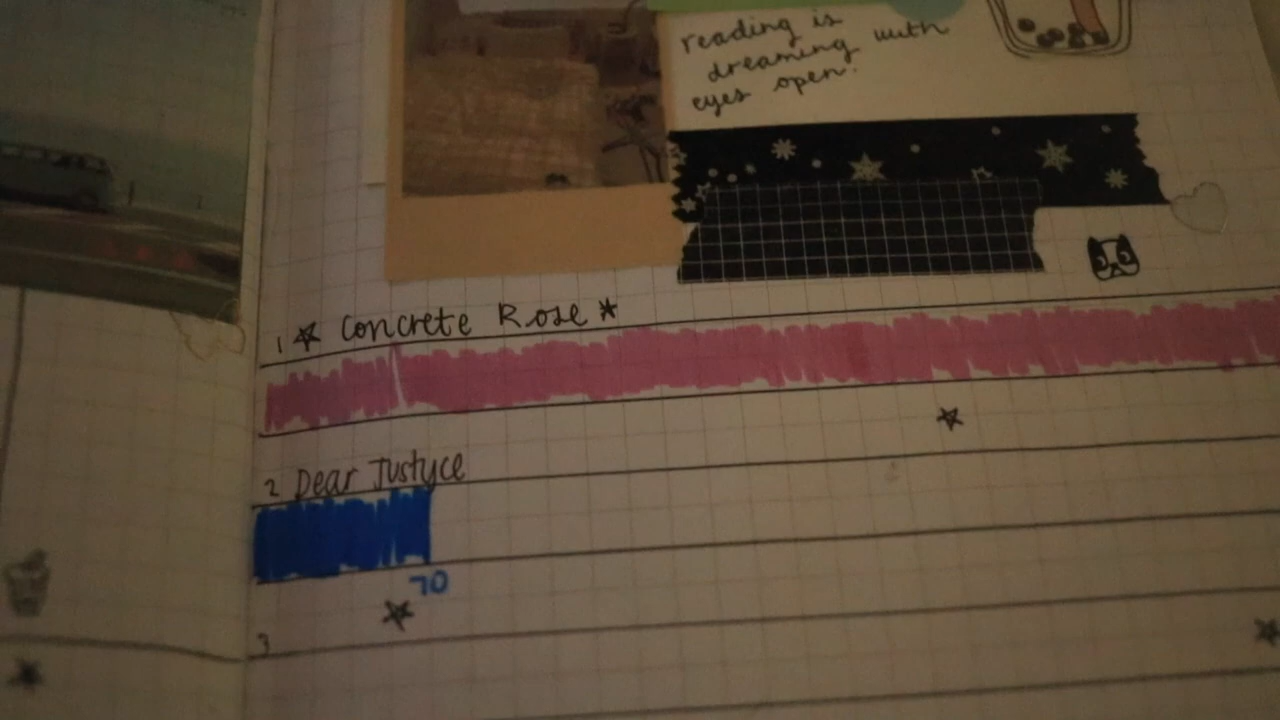 reading is
dreaming with
eyes open.
1 Concrete Rose
2 Dear Justyce
70
3